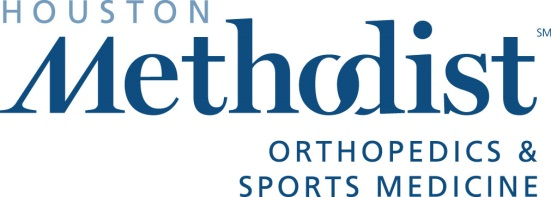 HOUSTON
Methodist SM
ORTHOPEDICS &
SPORTS MEDICINE